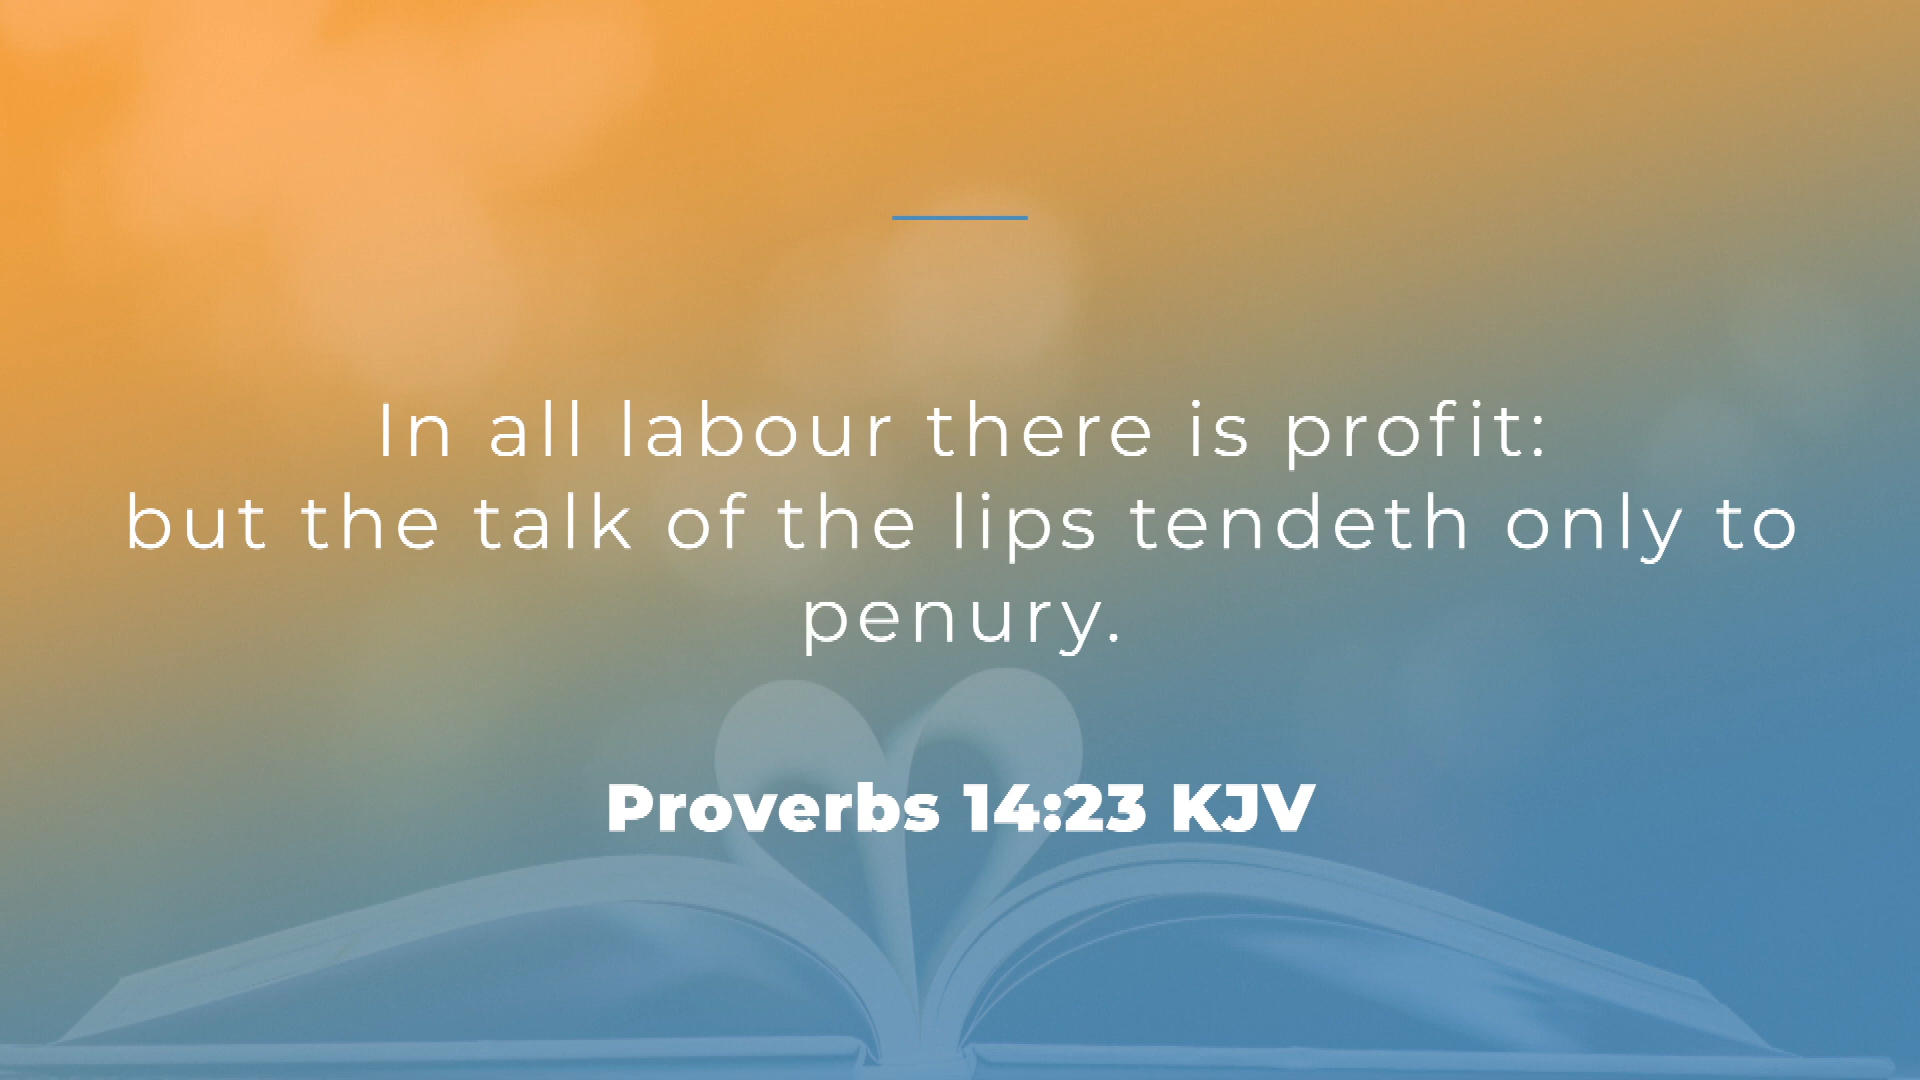 In all labour there is profit:
but the talk of the lips tendeth only to
penury.
Proverbs 14:23 KJV